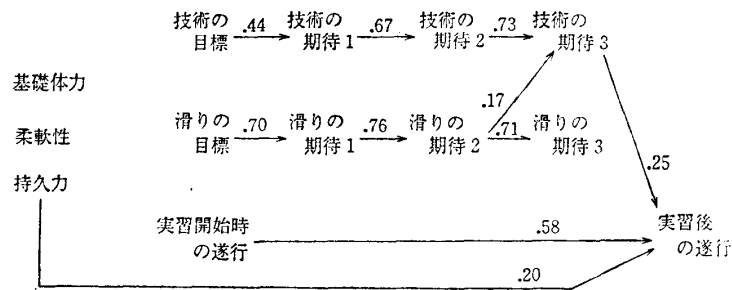 技術の 技術の 技術の 技術の
目標 .44 期待1 .67 期待2 .73 期待3
基礎体力
.17
滑りの 滑りの 滑りの 滑りの
柔軟性
目標 .70 期待1 .76 期待2 .71 期待3
.25
持久力
実習開始時
の遂行
.58
実習後
の遂行
.20